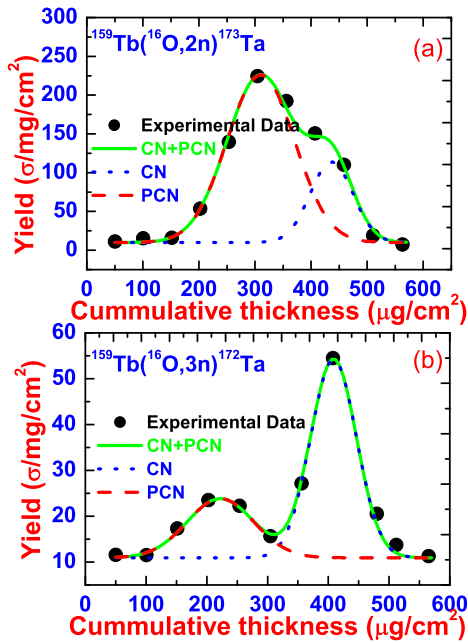 ¹⁵⁹Tb(¹⁶O,2n)¹⁷³Ta
(a)
Experimental Data
CN+PCN
CN
PCN
Yield (σ/mg/cm²)
300
250
200
150
100
50
0
0 100 200 300 400 500 600
Cummulative thickness (μg/cm²)
¹⁵⁹Tb(¹⁶O,3n)¹⁷²Ta
(b)
Experimental Data
CN+PCN
CN
PCN
Yield (σ/mg/cm²)
60
50
40
30
20
10
0 100 200 300 400 500 600
Cummulative thickness (μg/cm²)